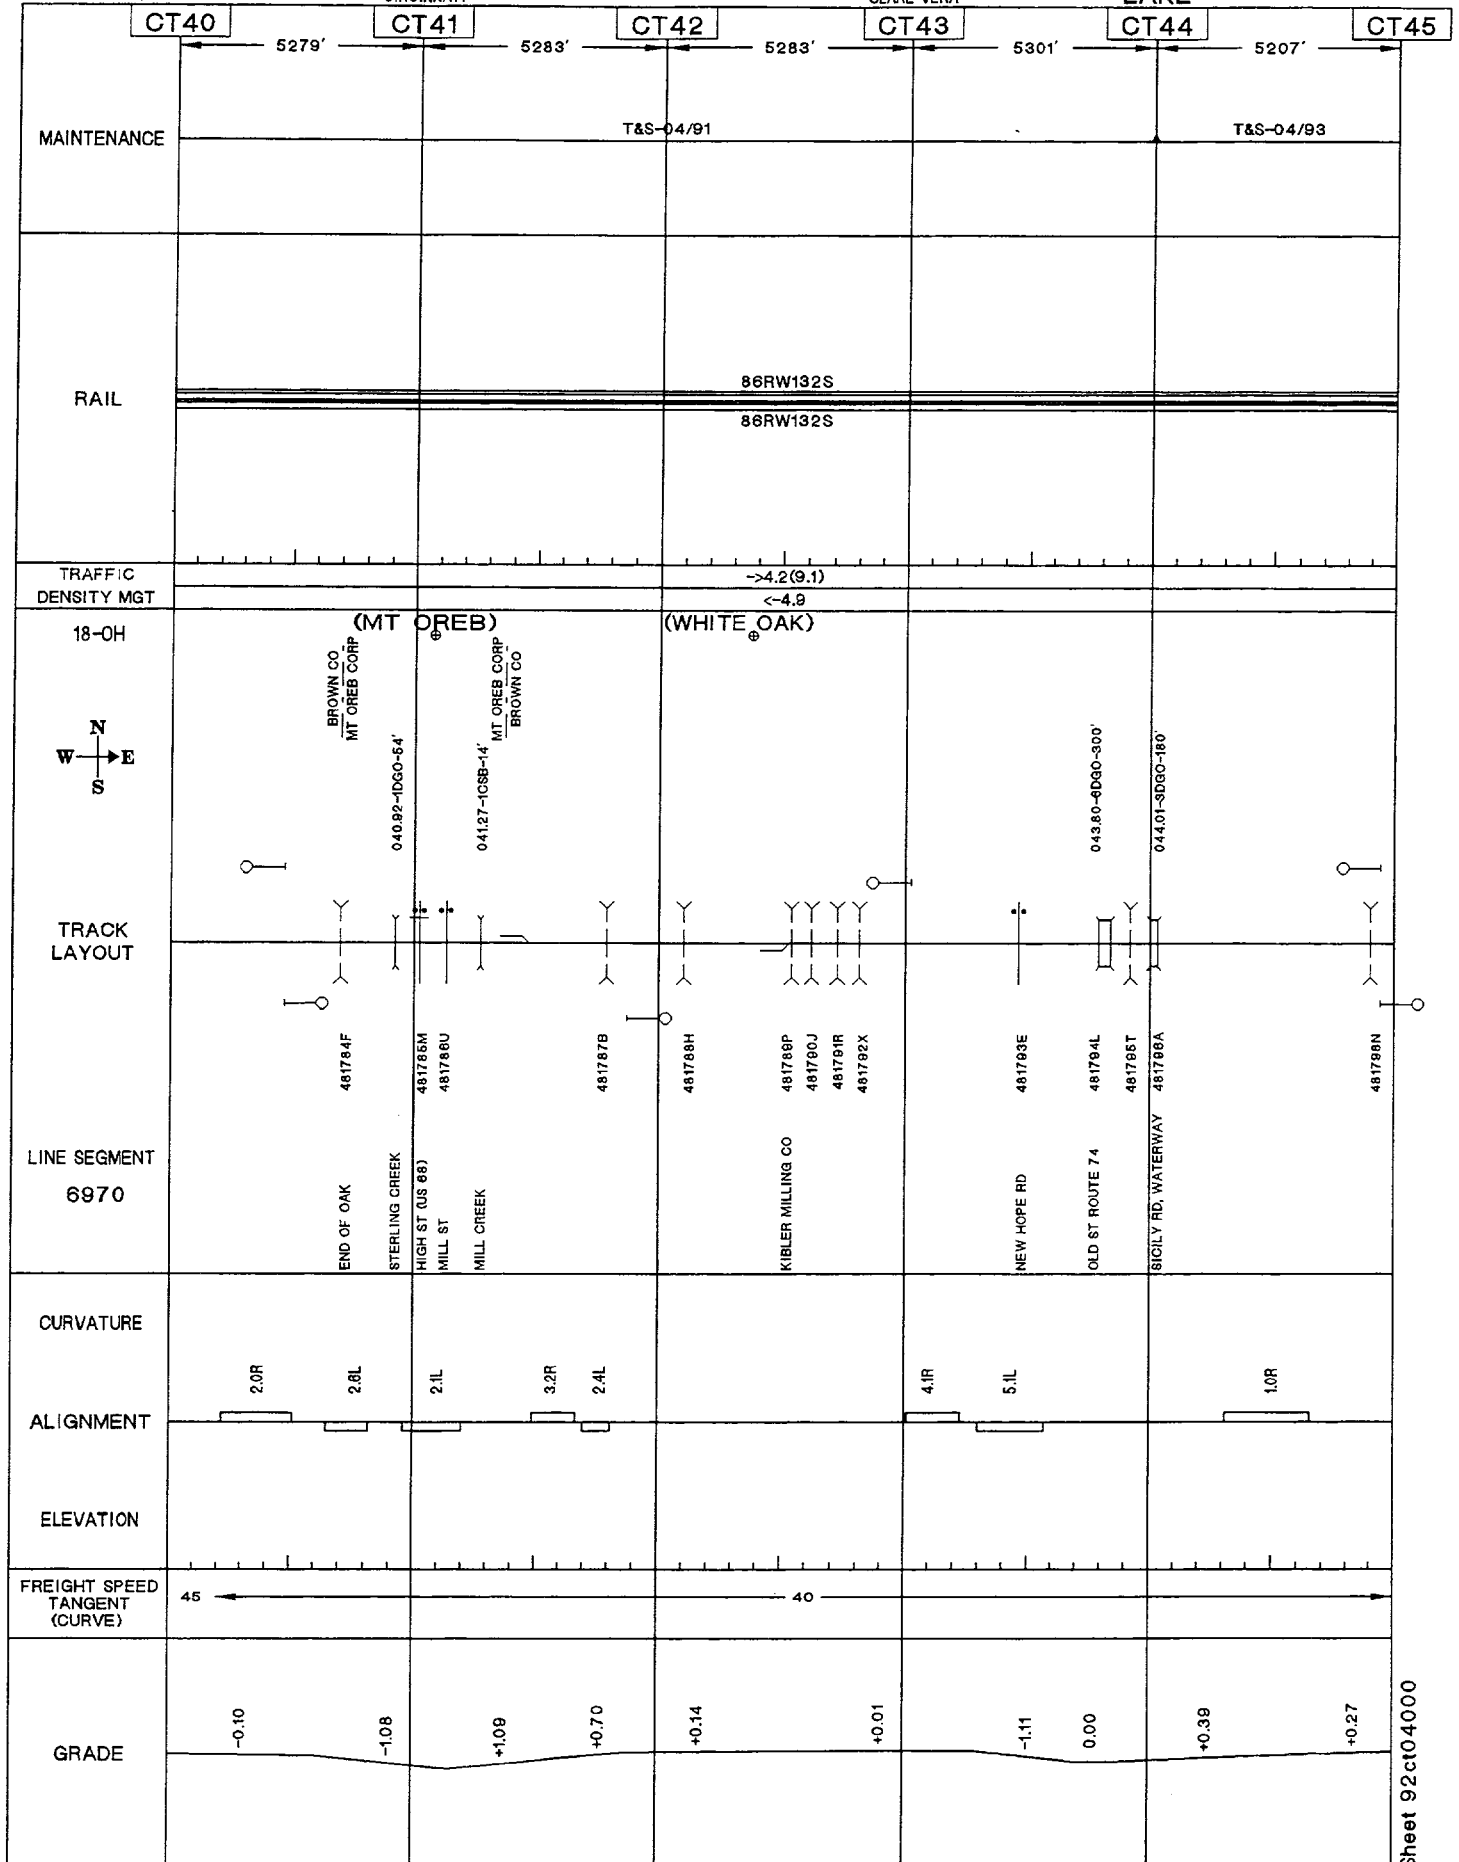 CT40 CT41 CT42 CT43 CT44 CT45
5279' 5283' 5283' 5301' 5207'
MAINTENANCE
T&S-04/91 T&S-04/93
RAIL
86RW132S
86RW132S
TRAFFIC
DENSITY MGT
->4.2(9.1)
<-4.9
18-OH
(MT OREB) (WHITE OAK)
BROWN CO
MT OREB CORP
MT OREB CORP
BROWN CO
N
W E
S
040.92-1DGO-54'
041.27-1CSB-14'
043.80-6DGO-300'
044.01-3DGO-180'
TRACK
LAYOUT
481784F
481785M
481786U
481787B
481788H
481789P
481790J
481791R
481792X
481793E
481794L
481795T
481796A
481798N
LINE SEGMENT
6970
END OF OAK
STERLING CREEK
HIGH ST (US 68)
MILL ST
MILL CREEK
KIBLER MILLING CO
NEW HOPE RD
OLD ST ROUTE 74
SICILY RD, WATERWAY
CURVATURE
2.0R 2.6L 2.1L 3.2R 2.4L 4.1R 5.1L 1.0R
ALIGNMENT
ELEVATION
FREIGHT SPEED
TANGENT
(CURVE)
45 40
GRADE
-0.10 -1.08 +1.09 +0.70 +0.14 +0.01 -1.11 0.00 +0.39 +0.27
Sheet 92ct04000